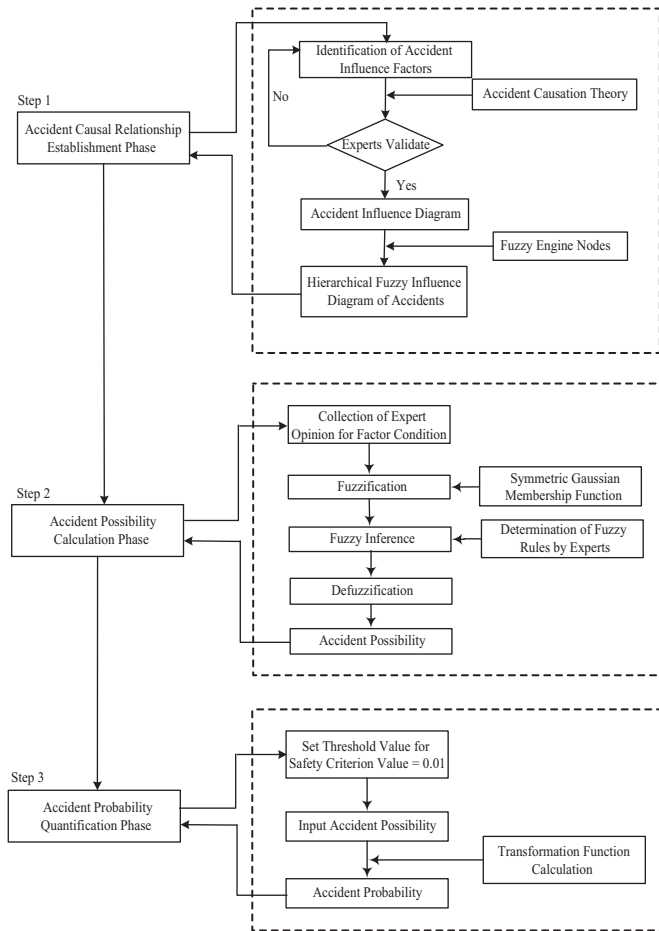 Identification of Accident
Influence Factors
No
Accident Causation Theory
Step 1
Accident Causal Relationship
Establishment Phase
Experts Validate
Yes
Accident Influence Diagram
Fuzzy Engine Nodes
Hierarchical Fuzzy Influence
Diagram of Accidents
Collection of Expert
Opinion for Factor Condition
Step 2
Accident Possibility
Calculation Phase
Fuzzification
Symmetric Gaussian
Membership Function
Fuzzy Inference
Determination of Fuzzy
Rules by Experts
Defuzzification
Accident Possibility
Set Threshold Value for
Safety Criterion Value = 0.01
Step 3
Accident Probability
Quantification Phase
Input Accident Possibility
Transformation Function
Calculation
Accident Probability